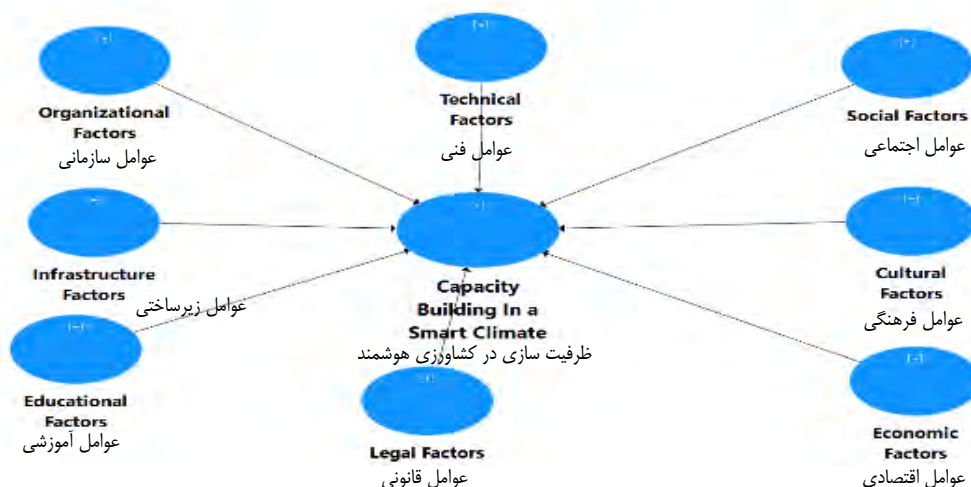 [+]
Organizational
Factors
عوامل سازمانی
[+]
Technical
Factors
عوامل فنی
[+]
Social Factors
عوامل اجتماعی
Infrastructure
Factors
عوامل زیرساختی
Capacity
Building In a
Smart Climate
ظرفیت سازی در کشاورزی هوشمند
Cultural
Factors
عوامل فرهنگی
Educational
Factors
عوامل آموزشی
Legal Factors
عوامل قانونی
Economic
Factors
عوامل اقتصادی